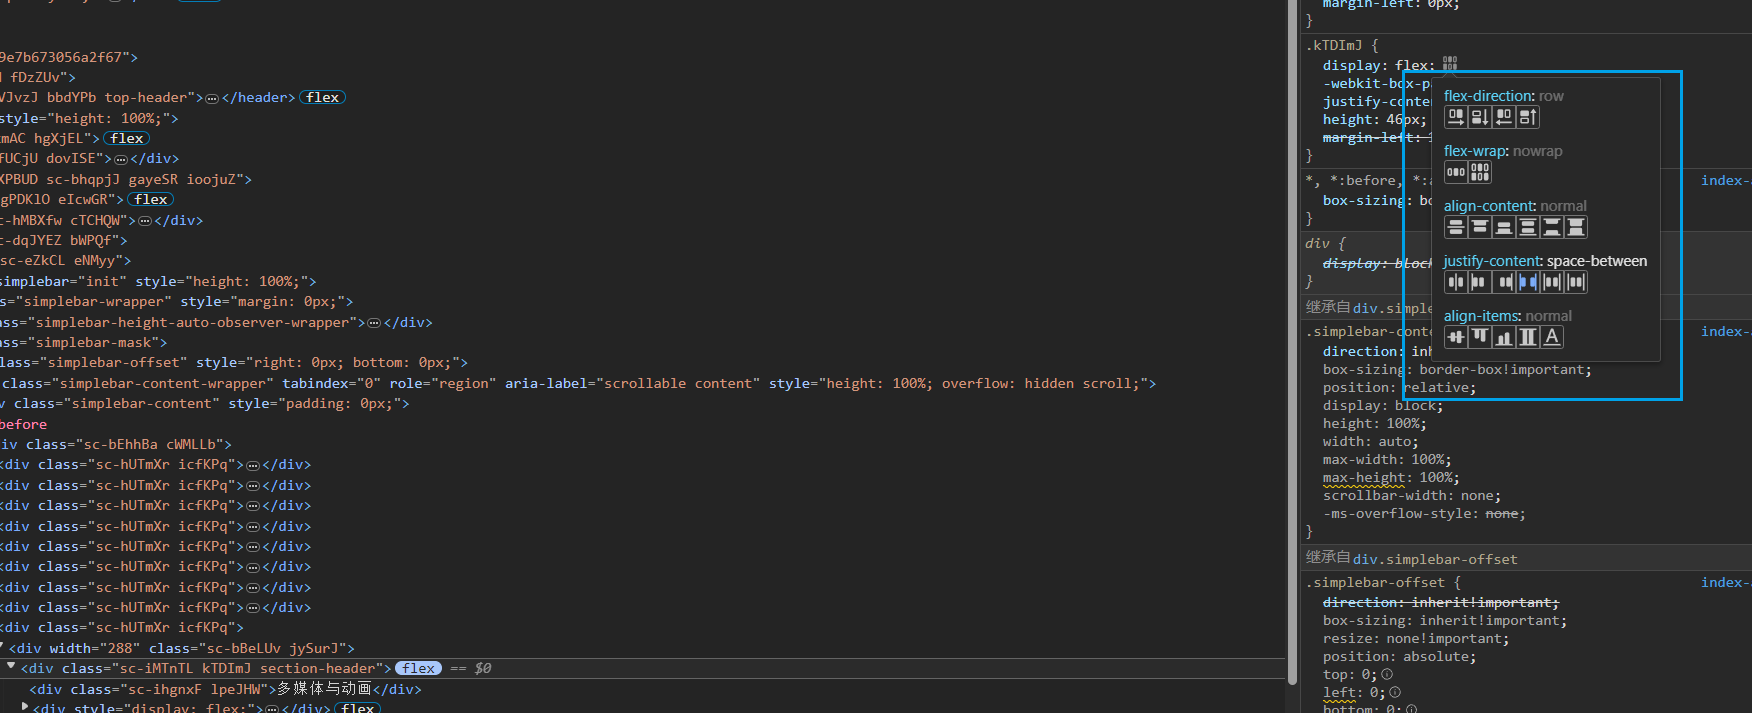 9e7b673056a2f67">
fDzZUv">
VJvzJ bbdYPb top-header">⋯</header> flex
style="height: 100%;">
mAC hgXjEL"> flex
fUCjU dovISE">⋯</div>
XPBUD sc-bhqpjJ gayeSR ioojuZ">
gPDKlO eIcwGR"> flex
c-hMBXfw cTCHQW">⋯</div>
c-dqJYEZ bWPQf">
sc-eZkCL eNMyy">
simplebar="init" style="height: 100%;">
s="simplebar-wrapper" style="margin: 0px;">
ass="simplebar-height-auto-observer-wrapper">⋯</div>
ass="simplebar-mask">
lass="simplebar-offset" style="right: 0px; bottom: 0px;">
class="simplebar-content-wrapper" tabindex="0" role="region" aria-label="scrollable content" style="height: 100%; overflow: hidden scroll;">
v class="simplebar-content" style="padding: 0px;">
before
iv class="sc-bEhhBa cWMLLb">
<div class="sc-hUTmXr icfKPq">⋯</div>
<div class="sc-hUTmXr icfKPq">⋯</div>
<div class="sc-hUTmXr icfKPq">⋯</div>
<div class="sc-hUTmXr icfKPq">⋯</div>
<div class="sc-hUTmXr icfKPq">⋯</div>
<div class="sc-hUTmXr icfKPq">⋯</div>
<div class="sc-hUTmXr icfKPq">⋯</div>
<div class="sc-hUTmXr icfKPq">⋯</div>
<div class="sc-hUTmXr icfKPq">
<div width="288" class="sc-bBeLUv jySurJ">
<div class="sc-iMTnTL kTDImJ section-header"> flex == $0
<div class="sc-ihgnxF lpeJHW">多媒体与动画</div>
<div style="display: flex;">⋯</div> flex
margin-left: 0px;
}
.kTDImJ {
display: flex;
-webkit-box-p
justify-conte
height: 46px;
margin-left:
}
*, *:before, *: index-
box-sizing: bo
}
div {
display: block
}
继承自 div.simple
.simplebar-conte index-
direction: inh
box-sizing: border-box!important;
position: relative;
display: block;
height: 100%;
width: auto;
max-width: 100%;
max-height: 100%;
scrollbar-width: none;
-ms-overflow-style: none;
}
继承自 div.simplebar-offset
.simplebar-offset { index-
direction: inherit!important;
box-sizing: inherit!important;
resize: none!important;
position: absolute;
top: 0;
left: 0;
bottom: 0;
flex-direction: row
flex-wrap: nowrap
align-content: normal
justify-content: space-between
align-items: normal